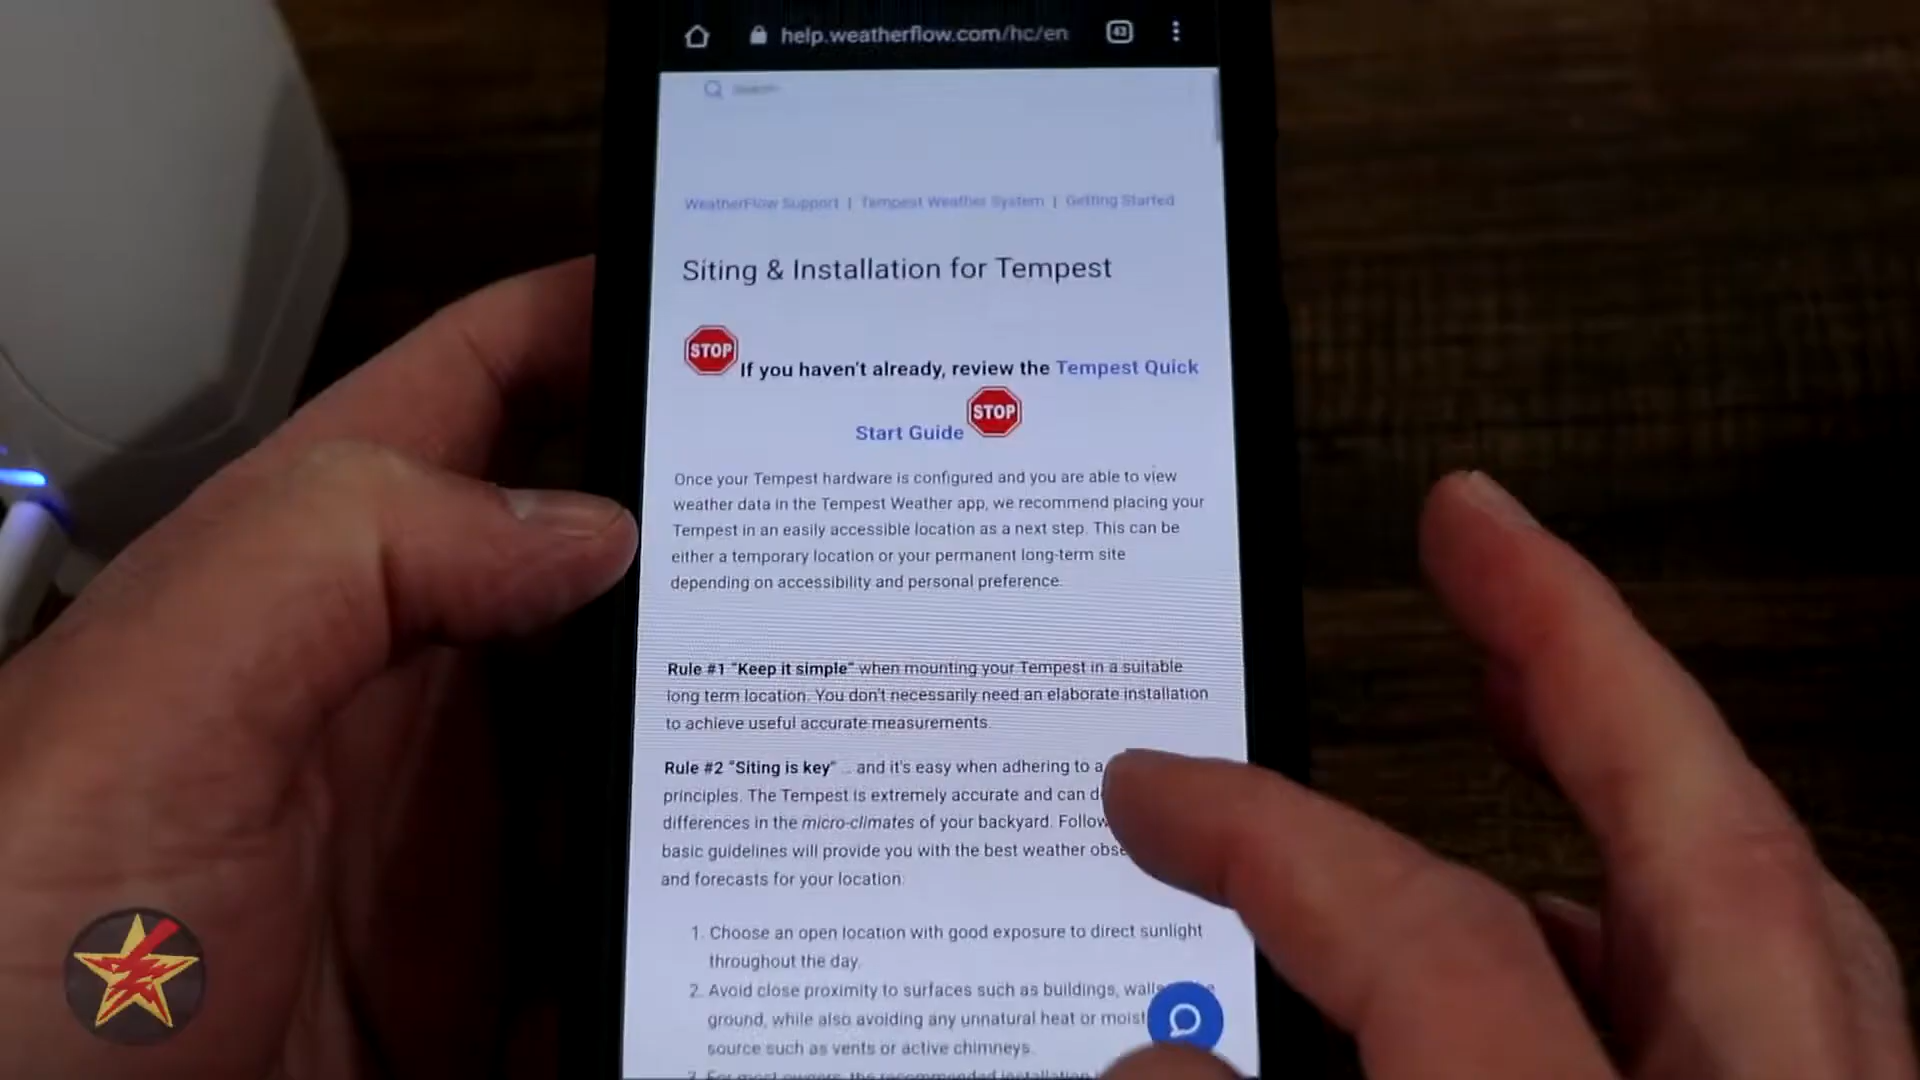 help.weatherflow.com/hc/en
43
Search
WeatherFlow Support | Tempest Weather System | Getting Started
Siting & Installation for Tempest
STOP
If you haven't already, review the Tempest Quick
STOP
Start Guide
Once your Tempest hardware is configured and you are able to view
weather data in the Tempest Weather app, we recommend placing your
Tempest in an easily accessible location as a next step. This can be
either a temporary location or your permanent long-term site
depending on accessibility and personal preference.
Rule #1 "Keep it simple" when mounting your Tempest in a suitable
long term location. You don't necessarily need an elaborate installation
to achieve useful accurate measurements.
Rule #2 "Siting is key" ... and it's easy when adhering to a
principles. The Tempest is extremely accurate and can
differences in the micro-climates of your backyard. Follow
basic guidelines will provide you with the best weather
and forecasts for your location.
1. Choose an open location with good exposure to direct sunlight
throughout the day.
2. Avoid close proximity to surfaces such as buildings,
ground, while also avoiding any unnatural heat or
source such as vents or active chimneys.
3. For most owners, the recommended installation